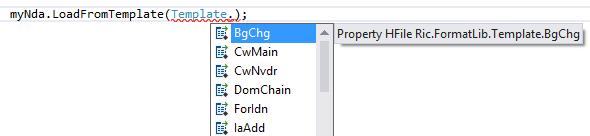 myNda.LoadFromTemplate(Template.);
BgChg
Property HFile Ric.FormatLib.Template.BgChg
CwMain
CwNvdr
DomChain
ForIdn
IaAdd